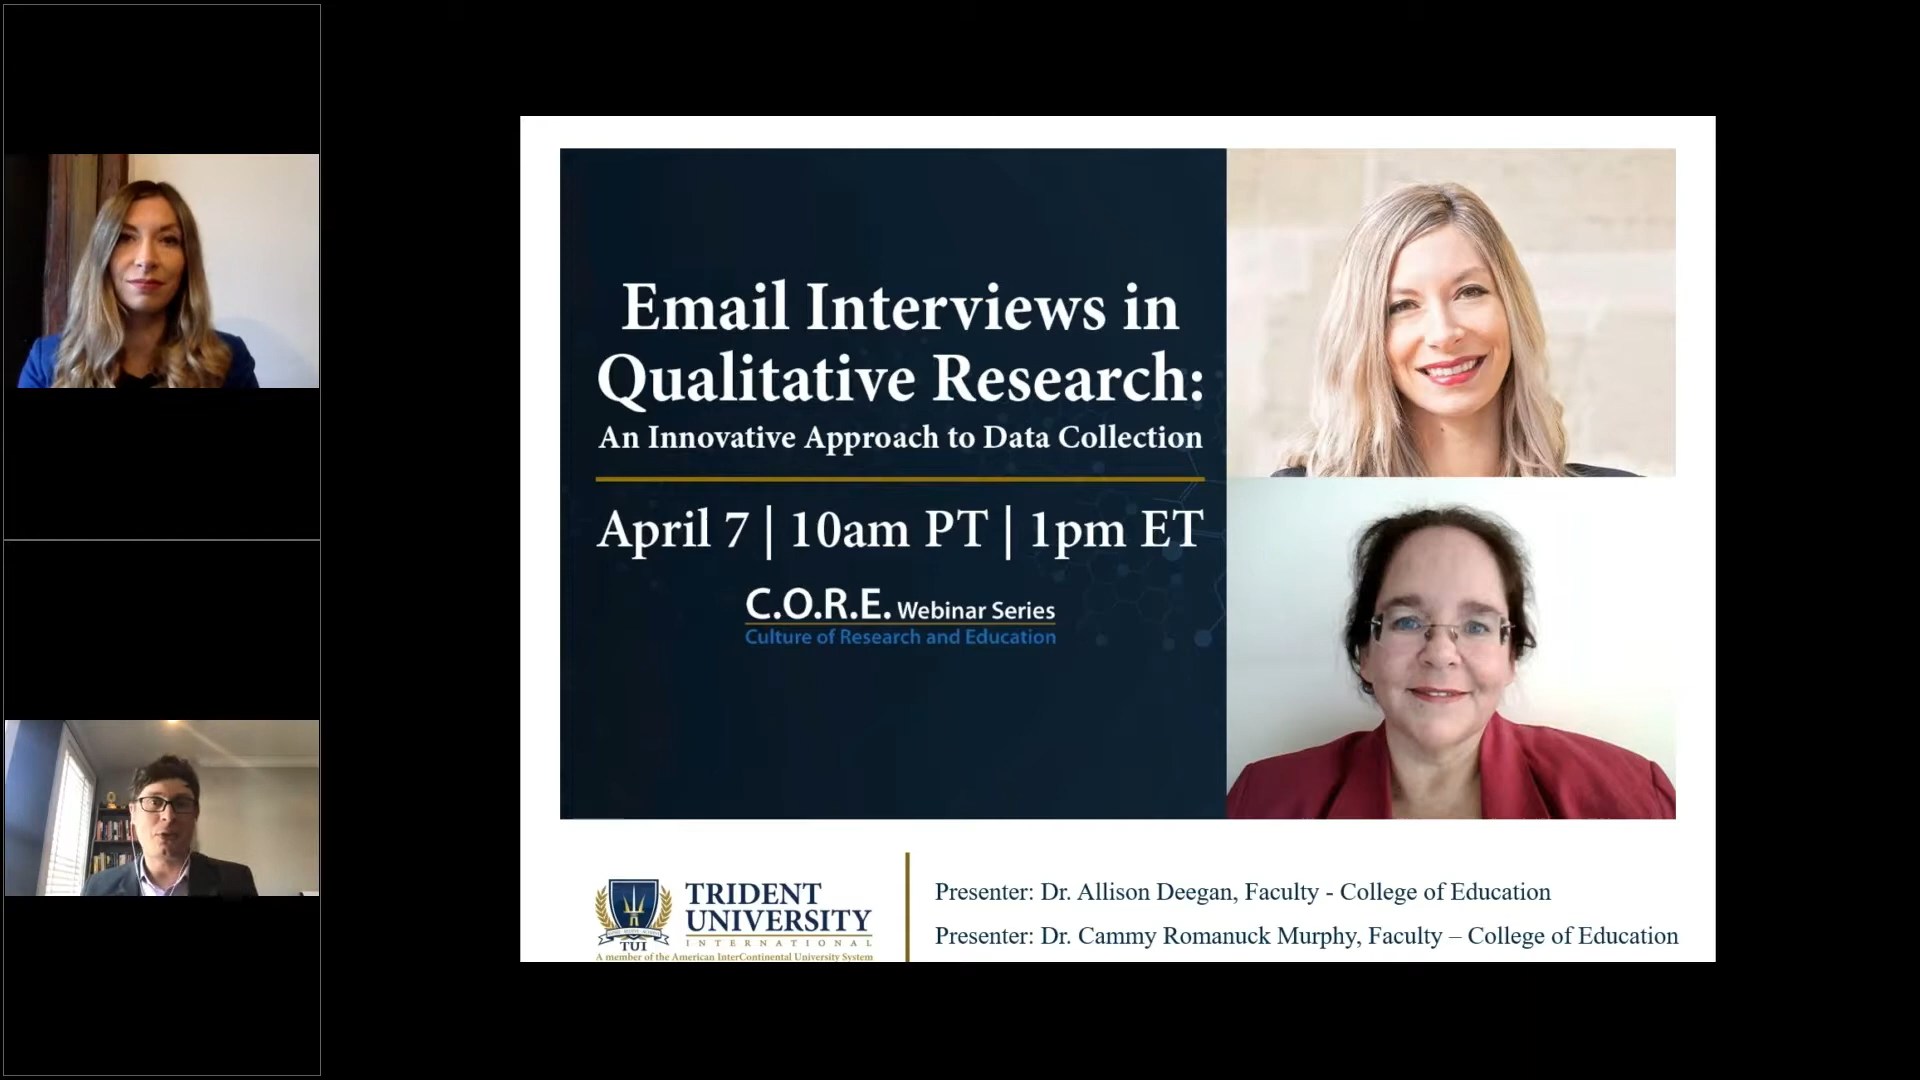 Email Interviews in
Qualitative Research:
An Innovative Approach to Data Collection
April 7 | 10am PT | 1pm ET
C.O.R.E. Webinar Series
Culture of Research and Education
TRIDENT
UNIVERSITY
INTERNATIONAL
TUI
A member of the American InterContinental University System
Presenter: Dr. Allison Deegan, Faculty - College of Education
Presenter: Dr. Cammy Romanuck Murphy, Faculty – College of Education